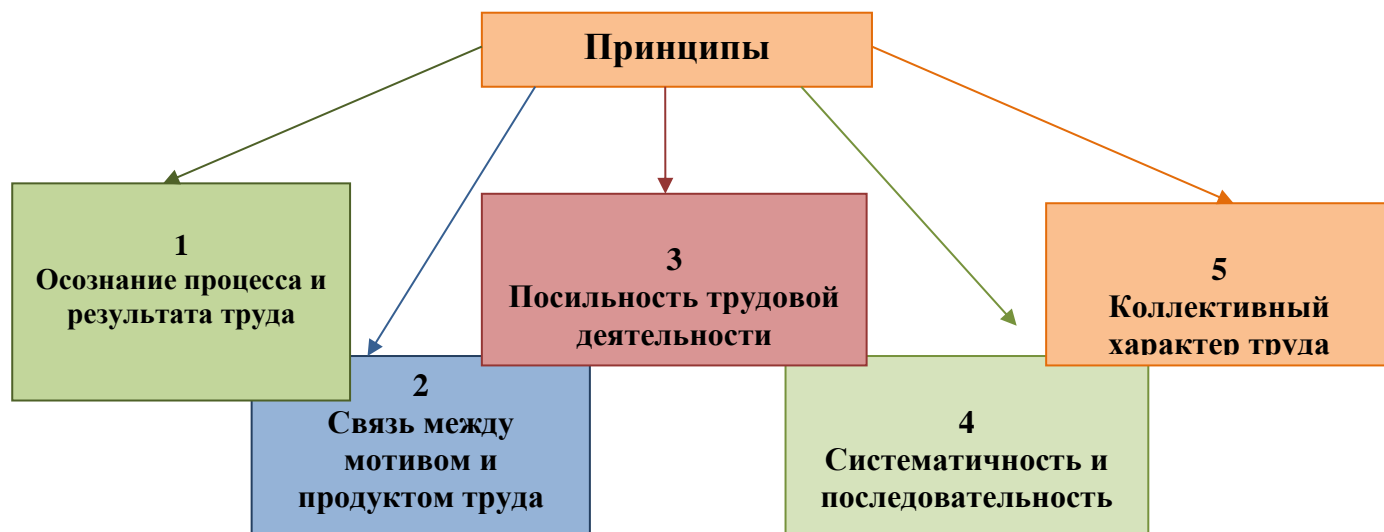 Принципы
1
Осознание процесса и
результата труда
2
Связь между
мотивом и
продуктом труда
3
Посильность трудовой
деятельности
4
Систематичность и
последовательность
5
Коллективный
характер труда